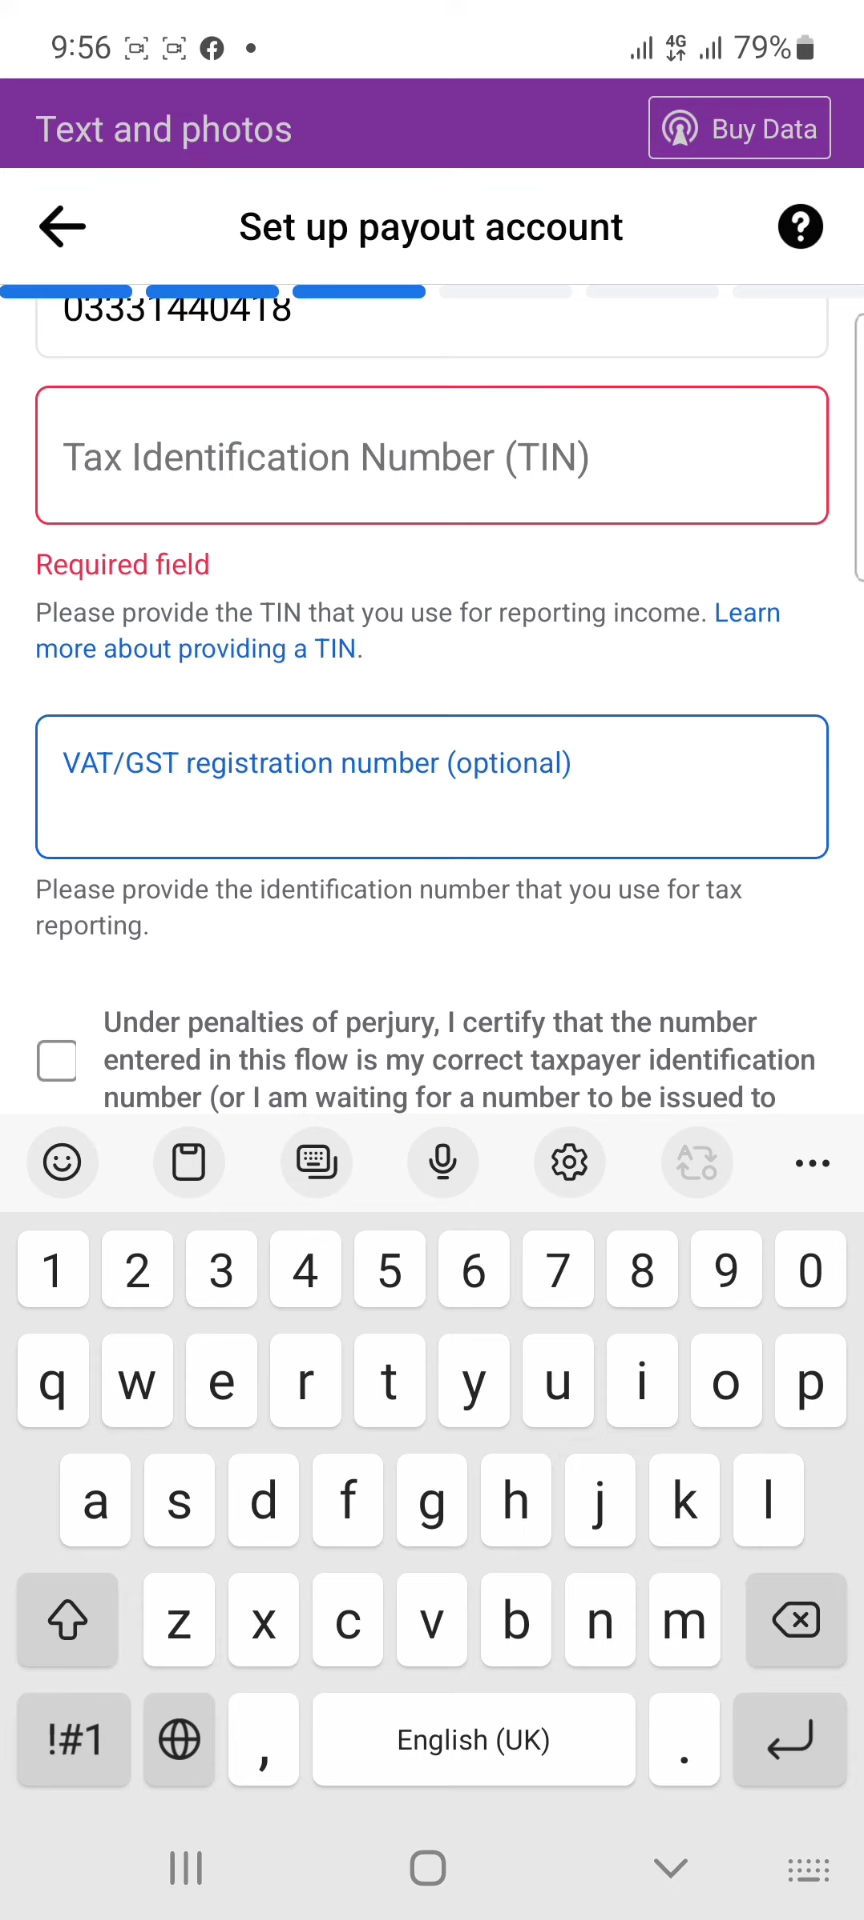 9:56
4G
79%
Text and photos
Buy Data
Set up payout account
03331440418
Tax Identification Number (TIN)
Required field
Please provide the TIN that you use for reporting income. Learn
more about providing a TIN.
VAT/GST registration number (optional)
Please provide the identification number that you use for tax
reporting.
Under penalties of perjury, I certify that the number
entered in this flow is my correct taxpayer identification
number (or I am waiting for a number to be issued to
1 2 3 4 5 6 7 8 9 0
q w e r t y u i o p
a s d f g h j k l
z x c v b n m
!#1 , English (UK) .